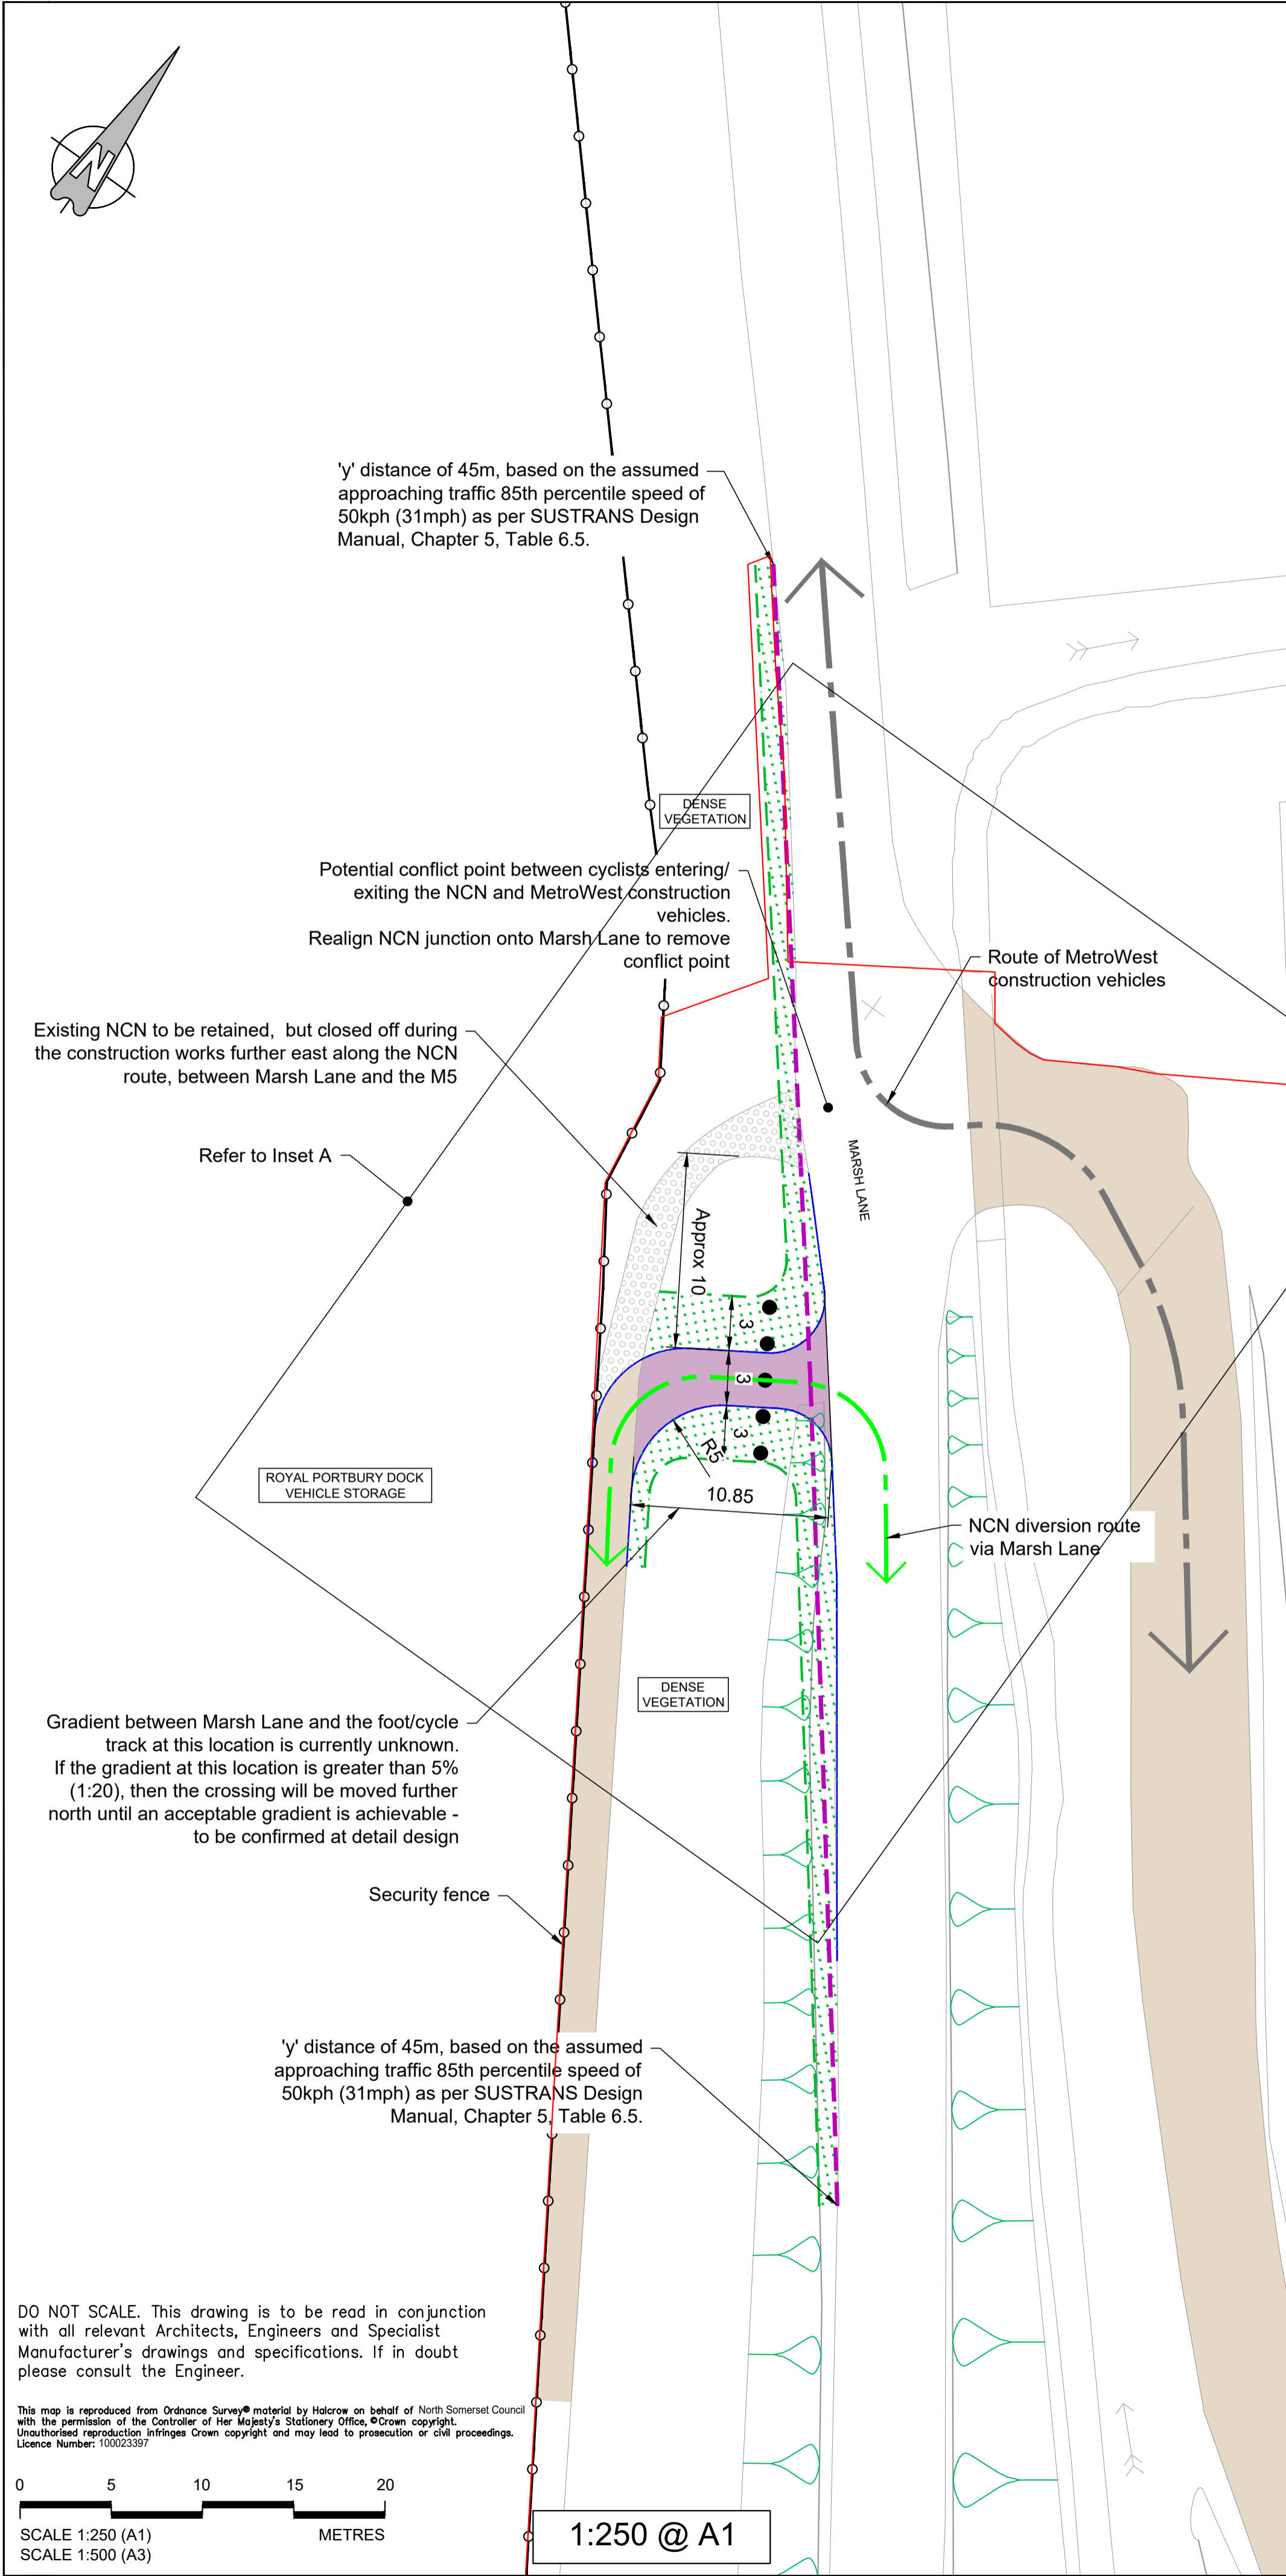 N
'y' distance of 45m, based on the assumed
approaching traffic 85th percentile speed of
50kph (31mph) as per SUSTRANS Design
Manual, Chapter 5, Table 6.5.
DENSE
VEGETATION
Potential conflict point between cyclists entering/
exiting the NCN and MetroWest construction
vehicles.
Realign NCN junction onto Marsh Lane to remove
conflict point
Route of MetroWest
construction vehicles
Existing NCN to be retained, but closed off during
the construction works further east along the NCN
route, between Marsh Lane and the M5
Refer to Inset A
MARSH LANE
Approx 10
3
3
3
R5
10.85
ROYAL PORTBURY DOCK
VEHICLE STORAGE
NCN diversion route
via Marsh Lane
DENSE
VEGETATION
Gradient between Marsh Lane and the foot/cycle
track at this location is currently unknown.
If the gradient at this location is greater than 5%
(1:20), then the crossing will be moved further
north until an acceptable gradient is achievable -
to be confirmed at detail design
Security fence
'y' distance of 45m, based on the assumed
approaching traffic 85th percentile speed of
50kph (31mph) as per SUSTRANS Design
Manual, Chapter 5, Table 6.5.
DO NOT SCALE. This drawing is to be read in conjunction
with all relevant Architects, Engineers and Specialist
Manufacturer's drawings and specifications. If in doubt
please consult the Engineer.
This map is reproduced from Ordnance Survey® material by Halcrow on behalf of North Somerset Council
with the permission of the Controller of Her Majesty's Stationery Office, ©Crown copyright.
Unauthorised reproduction infringes Crown copyright and may lead to prosecution or civil proceedings.
Licence Number: 100023397
0 5 10 15 20
SCALE 1:250 (A1) METRES
SCALE 1:500 (A3)
1:250 @ A1